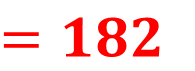 = 182